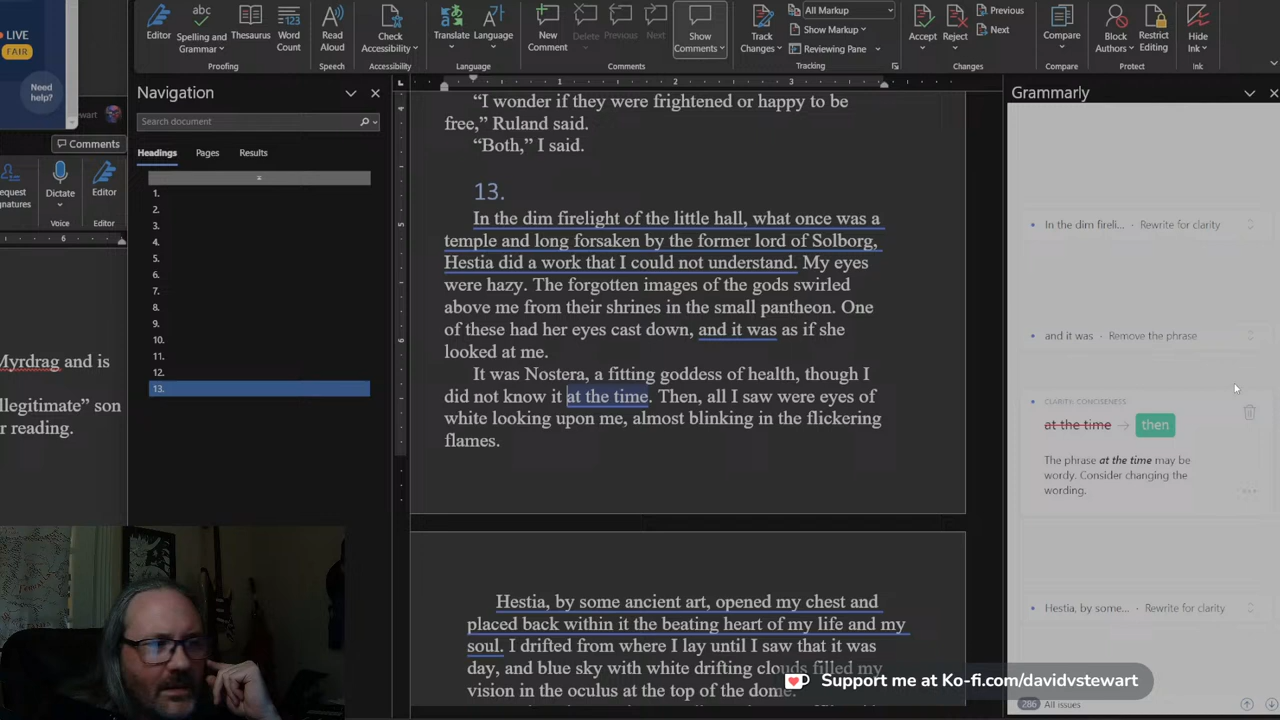 LIVE
FAIR
Need
help?
Comments
Dictate
Editor
Voice
Editor
6
Myrdrag and is
llegitimate” son
r reading.
Editor
Spelling and
Grammar
Thesaurus
Word
Count
Proofing
Read
Aloud
Speech
Check
Accessibility
Accessibility
Translate
Language
Language
New
Comment
Delete
Previous
Next
Show
Comments
Comments
Track
Changes
All Markup
Show Markup
Reviewing Pane
Tracking
Accept
Reject
Previous
Next
Changes
Compare
Compare
Block
Authors
Restrict
Editing
Protect
Hide
Ink
Ink
Navigation
Search document
Headings
Pages
Results
1.
2.
3.
4.
5.
6.
7.
8.
9.
10.
11.
12.
13.
1
2
3
“I wonder if they were frightened or happy to be
free,” Ruland said.
“Both,” I said.
13.
In the dim firelight of the little hall, what once was a
temple and long forsaken by the former lord of Solborg,
Hestia did a work that I could not understand. My eyes
were hazy. The forgotten images of the gods swirled
above me from their shrines in the small pantheon. One
of these had her eyes cast down, and it was as if she
looked at me.
It was Nostera, a fitting goddess of health, though I
did not know it at the time. Then, all I saw were eyes of
white looking upon me, almost blinking in the flickering
flames.
Hestia, by some ancient art, opened my chest and
placed back within it the beating heart of my life and my
soul. I drifted from where I lay until I saw that it was
day, and blue sky with white drifting clouds filled my
vision in the oculus at the top of the dome.
Grammarly
In the dim fireli... · Rewrite for clarity
and it was · Remove the phrase
CLARITY: CONCISENESS
at the time → then
The phrase at the time may be
wordy. Consider changing the
wording.
Hestia, by some... · Rewrite for clarity
286 All issues
Support me at Ko-fi.com/davidvstewart